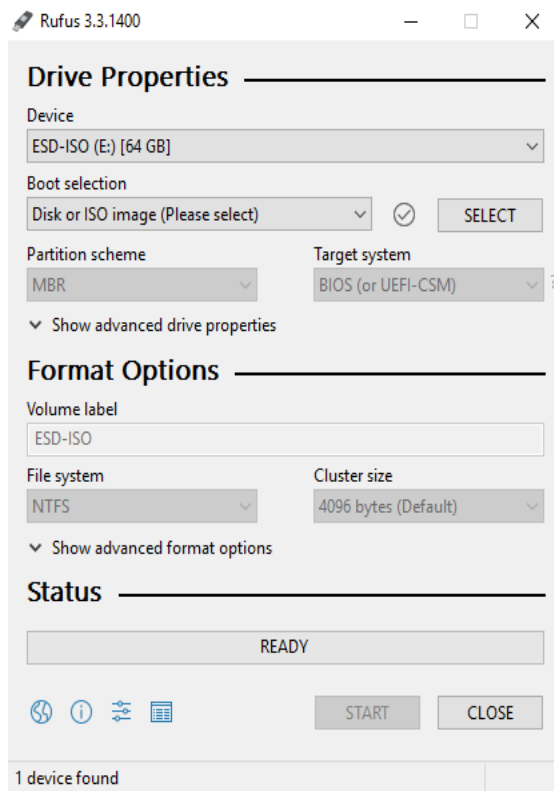 Rufus 3.3.1400
Drive Properties
Device
ESD-ISO (E:) [64 GB]
Boot selection
Disk or ISO image (Please select)
SELECT
Partition scheme
Target system
MBR
BIOS (or UEFI-CSM)
?
Show advanced drive properties
Format Options
Volume label
ESD-ISO
File system
Cluster size
NTFS
4096 bytes (Default)
Show advanced format options
Status
READY
START
CLOSE
1 device found